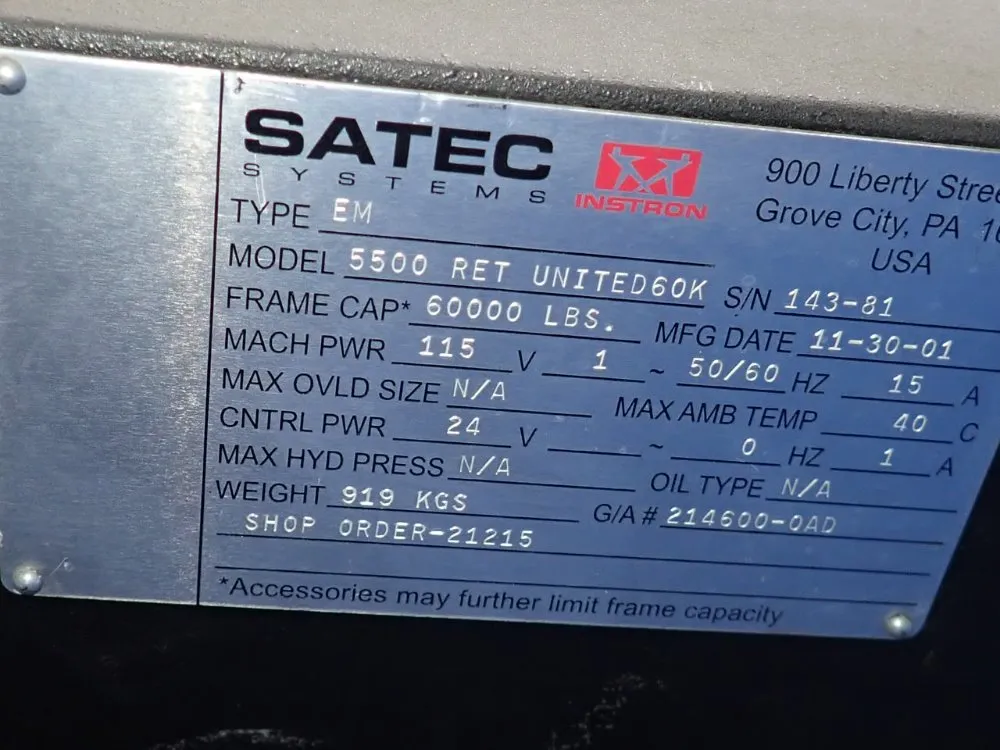 SATEC
SYSTEMS
INSTRON
900 Liberty
Grove City, PA
USA
TYPE EM
MODEL 5500 RET UNITED60K S/N 143-81
FRAME CAP* 60000 LBS. MFG DATE 11-30-01
MACH PWR 115 V 1 ~ 50/60 HZ 15 A
MAX OVLD SIZE N/A MAX AMB TEMP 40 C
CNTRL PWR 24 V ~ 0 HZ 1 A
MAX HYD PRESS N/A OIL TYPE N/A
WEIGHT 919 KGS G/A # 214600-0AD
SHOP ORDER-21215
*Accessories may further limit frame capacity